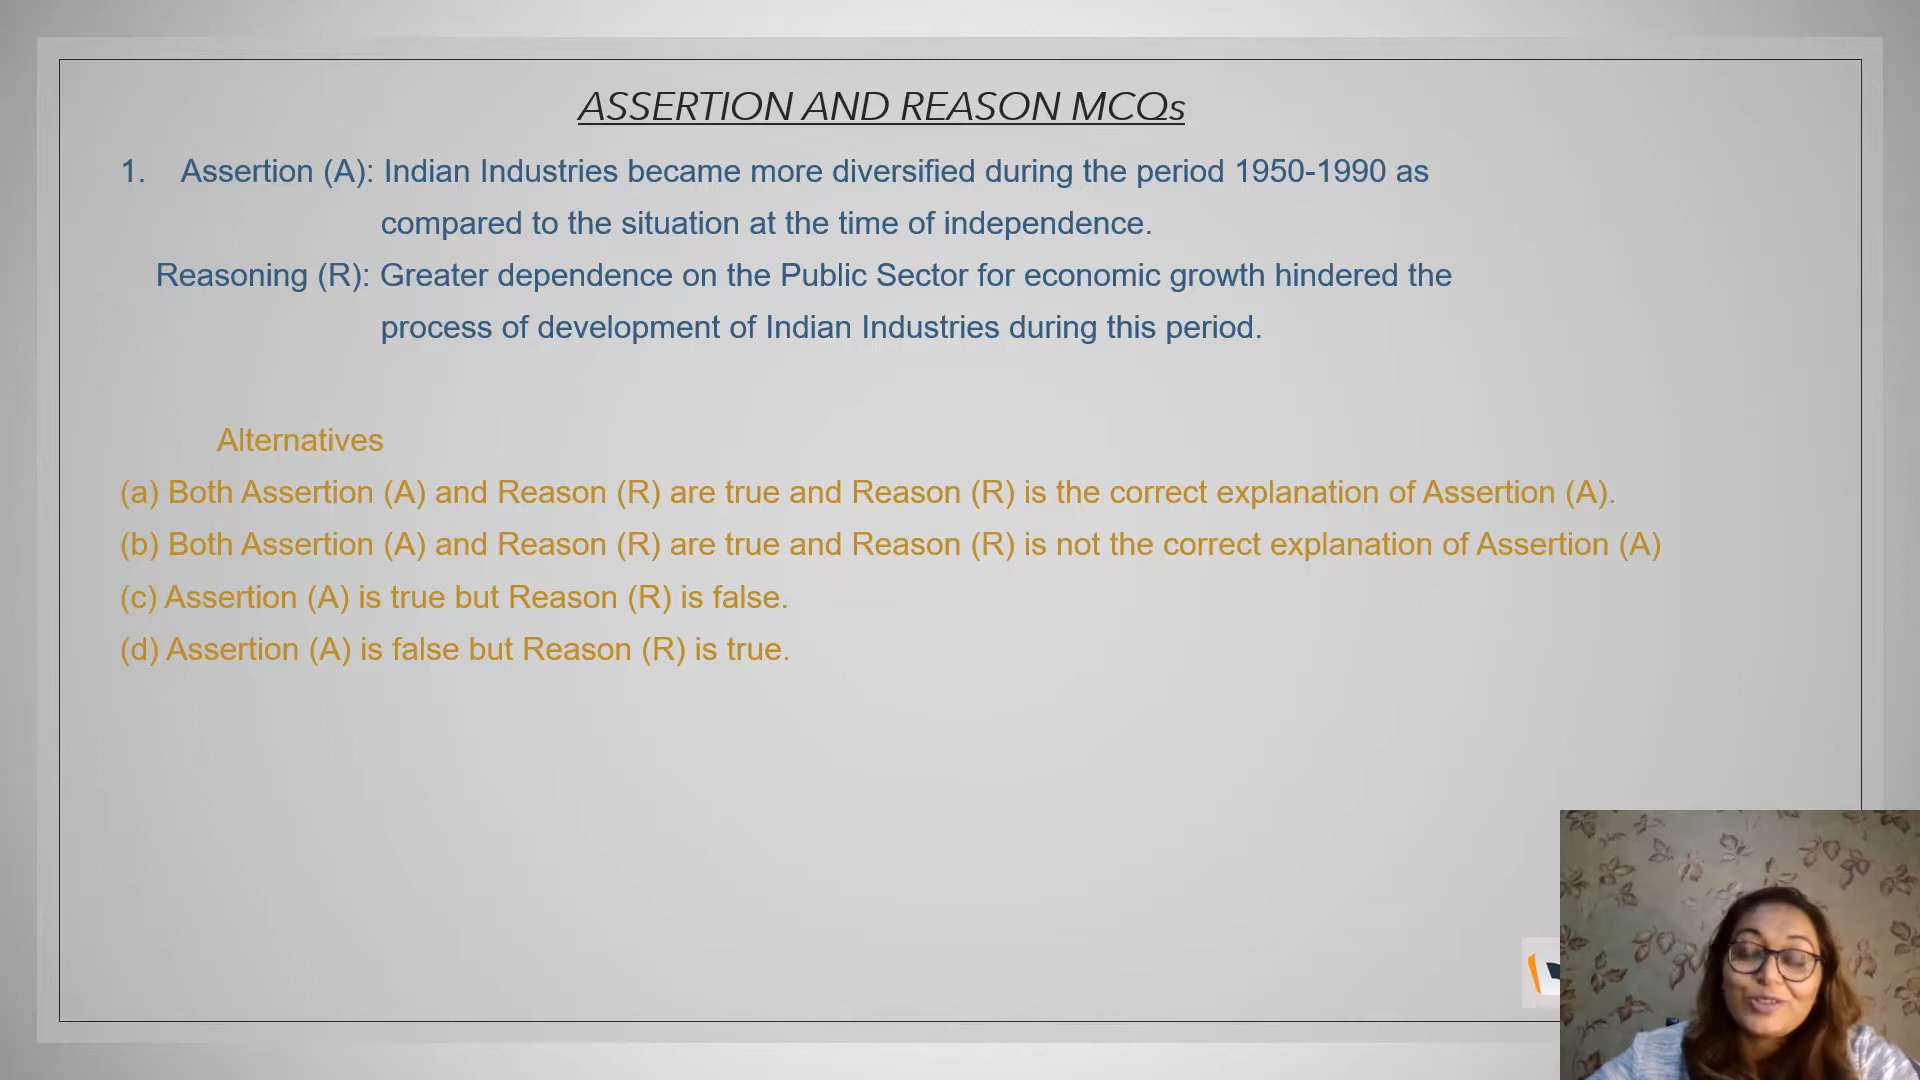 ASSERTION AND REASON MCQs
1. Assertion (A): Indian Industries became more diversified during the period 1950-1990 as
compared to the situation at the time of independence.
Reasoning (R): Greater dependence on the Public Sector for economic growth hindered the
process of development of Indian Industries during this period.
Alternatives
(a) Both Assertion (A) and Reason (R) are true and Reason (R) is the correct explanation of Assertion (A).
(b) Both Assertion (A) and Reason (R) are true and Reason (R) is not the correct explanation of Assertion (A)
(c) Assertion (A) is true but Reason (R) is false.
(d) Assertion (A) is false but Reason (R) is true.